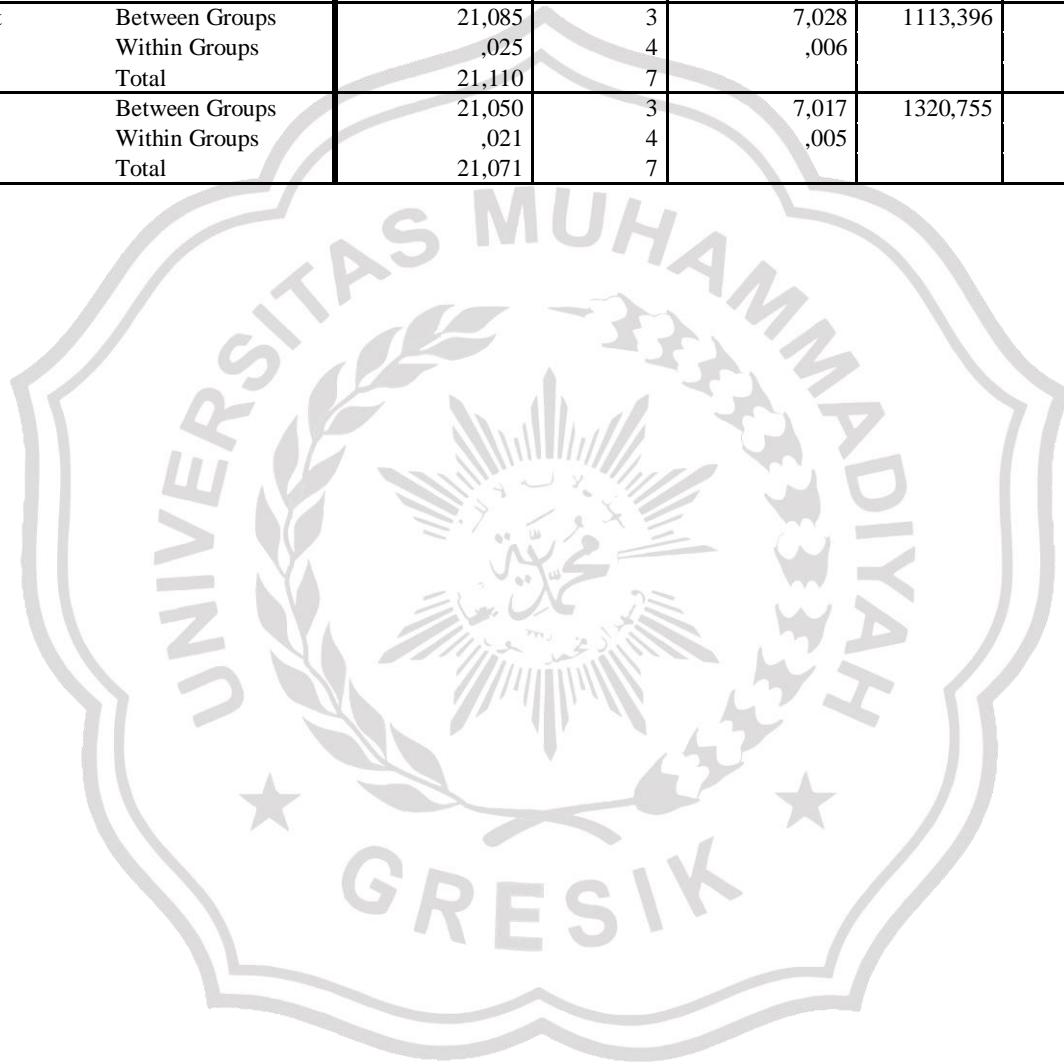 t Between Groups 21,085 3 7,028 1113,396
Within Groups ,025 4 ,006
Total 21,110 7
Between Groups 21,050 3 7,017 1320,755
Within Groups ,021 4 ,005
Total 21,071 7
UNIVERSITAS MUHAMMADIYAH
محمدية
GRESIK